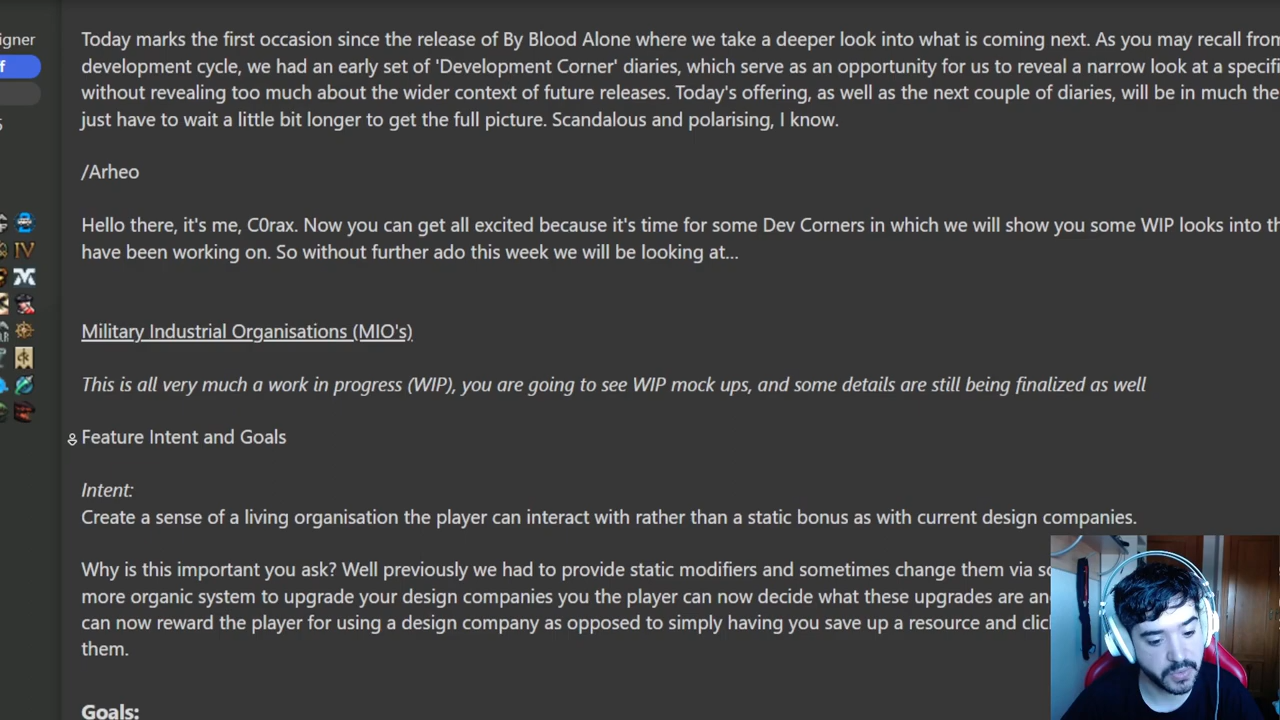 igner
Today marks the first occasion since the release of By Blood Alone where we take a deeper look into what is coming next. As you may recall from
f
development cycle, we had an early set of 'Development Corner' diaries, which serve as an opportunity for us to reveal a narrow look at a specifi
without revealing too much about the wider context of future releases. Today's offering, as well as the next couple of diaries, will be in much the
just have to wait a little bit longer to get the full picture. Scandalous and polarising, I know.
/Arheo
Hello there, it's me, C0rax. Now you can get all excited because it's time for some Dev Corners in which we will show you some WIP looks into th
have been working on. So without further ado this week we will be looking at...
IV
Military Industrial Organisations (MIO's)
This is all very much a work in progress (WIP), you are going to see WIP mock ups, and some details are still being finalized as well
Feature Intent and Goals
Intent:
Create a sense of a living organisation the player can interact with rather than a static bonus as with current design companies.
Why is this important you ask? Well previously we had to provide static modifiers and sometimes change them via so
more organic system to upgrade your design companies you the player can now decide what these upgrades are an
can now reward the player for using a design company as opposed to simply having you save up a resource and clic
them.
Goals: